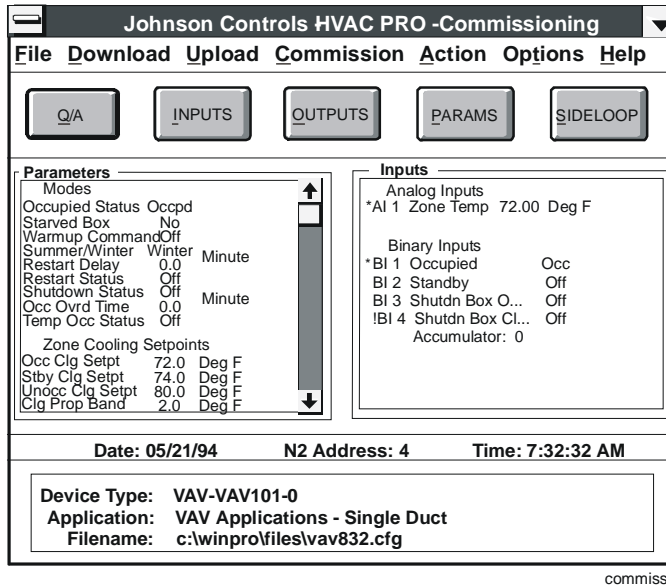 Johnson Controls HVAC PRO -Commissioning
File Download Upload Commission Action Options Help
Q/A INPUTS OUTPUTS PARAMS SIDELOOP
Parameters
Modes
Occupied Status Occpd
Starved Box No
Warmup Command Off
Summer/Winter Winter
Restart Delay 0.0 Minute
Restart Status Off
Shutdown Status Off
Occ Ovrd Time 0.0 Minute
Temp Occ Status Off
Zone Cooling Setpoints
Occ Clg Setpt 72.0 Deg F
Stby Clg Setpt 74.0 Deg F
Unocc Clg Setpt 80.0 Deg F
Clg Prop Band 2.0 Deg F
Inputs
Analog Inputs
*AI 1 Zone Temp 72.00 Deg F
Binary Inputs
*BI 1 Occupied Occ
BI 2 Standby Off
BI 3 Shutdn Box O... Off
!BI 4 Shutdn Box Cl... Off
Accumulator: 0
Date: 05/21/94 N2 Address: 4 Time: 7:32:32 AM
Device Type: VAV-VAV101-0
Application: VAV Applications - Single Duct
Filename: c:\winpro\files\vav832.cfg
commiss